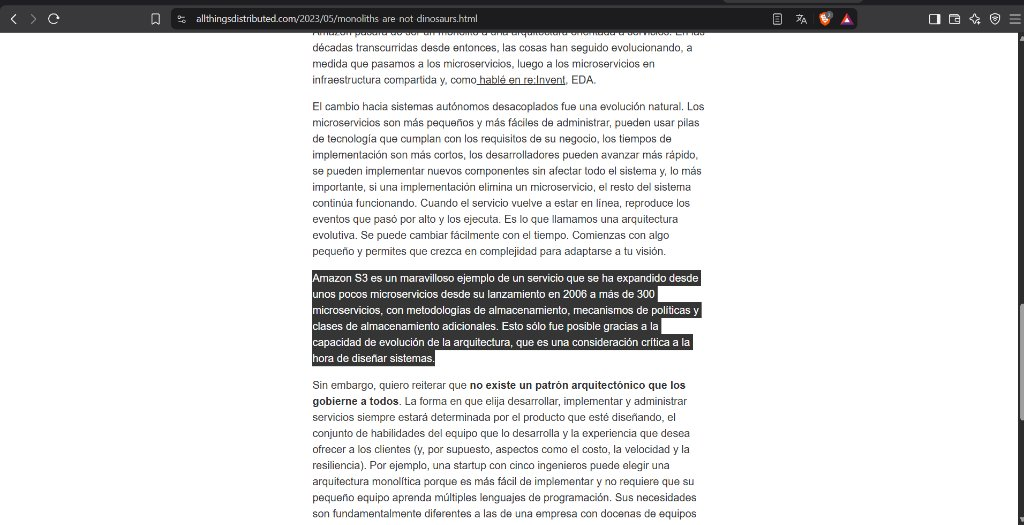 allthingsdistributed.com/2023/05/monoliths-are-not-dinosaurs.html
Amazon pasara de ser un monolito a una arquitectura orientada a servicios. En las
décadas transcurridas desde entonces, las cosas han seguido evolucionando, a
medida que pasamos a los microservicios, luego a los microservicios en
infraestructura compartida y, como hablé en re:Invent, EDA.
El cambio hacia sistemas autónomos desacoplados fue una evolución natural. Los
microservicios son más pequeños y más fáciles de administrar, pueden usar pilas
de tecnología que cumplan con los requisitos de su negocio, los tiempos de
implementación son más cortos, los desarrolladores pueden avanzar más rápido,
se pueden implementar nuevos componentes sin afectar todo el sistema y, lo más
importante, si una implementación elimina un microservicio, el resto del sistema
continúa funcionando. Cuando el servicio vuelve a estar en línea, reproduce los
eventos que pasó por alto y los ejecuta. Es lo que llamamos una arquitectura
evolutiva. Se puede cambiar fácilmente con el tiempo. Comienzas con algo
pequeño y permites que crezca en complejidad para adaptarse a tu visión.
Amazon S3 es un maravilloso ejemplo de un servicio que se ha expandido desde
unos pocos microservicios desde su lanzamiento en 2006 a más de 300
microservicios, con metodologías de almacenamiento, mecanismos de políticas y
clases de almacenamiento adicionales. Esto sólo fue posible gracias a la
capacidad de evolución de la arquitectura, que es una consideración crítica a la
hora de diseñar sistemas.
Sin embargo, quiero reiterar que no existe un patrón arquitectónico que los
gobierne a todos. La forma en que elija desarrollar, implementar y administrar
servicios siempre estará determinada por el producto que esté diseñando, el
conjunto de habilidades del equipo que lo desarrolla y la experiencia que desea
ofrecer a los clientes (y, por supuesto, aspectos como el costo, la velocidad y la
resiliencia). Por ejemplo, una startup con cinco ingenieros puede elegir una
arquitectura monolítica porque es más fácil de implementar y no requiere que su
pequeño equipo aprenda múltiples lenguajes de programación. Sus necesidades
son fundamentalmente diferentes a las de una empresa con docenas de equipos